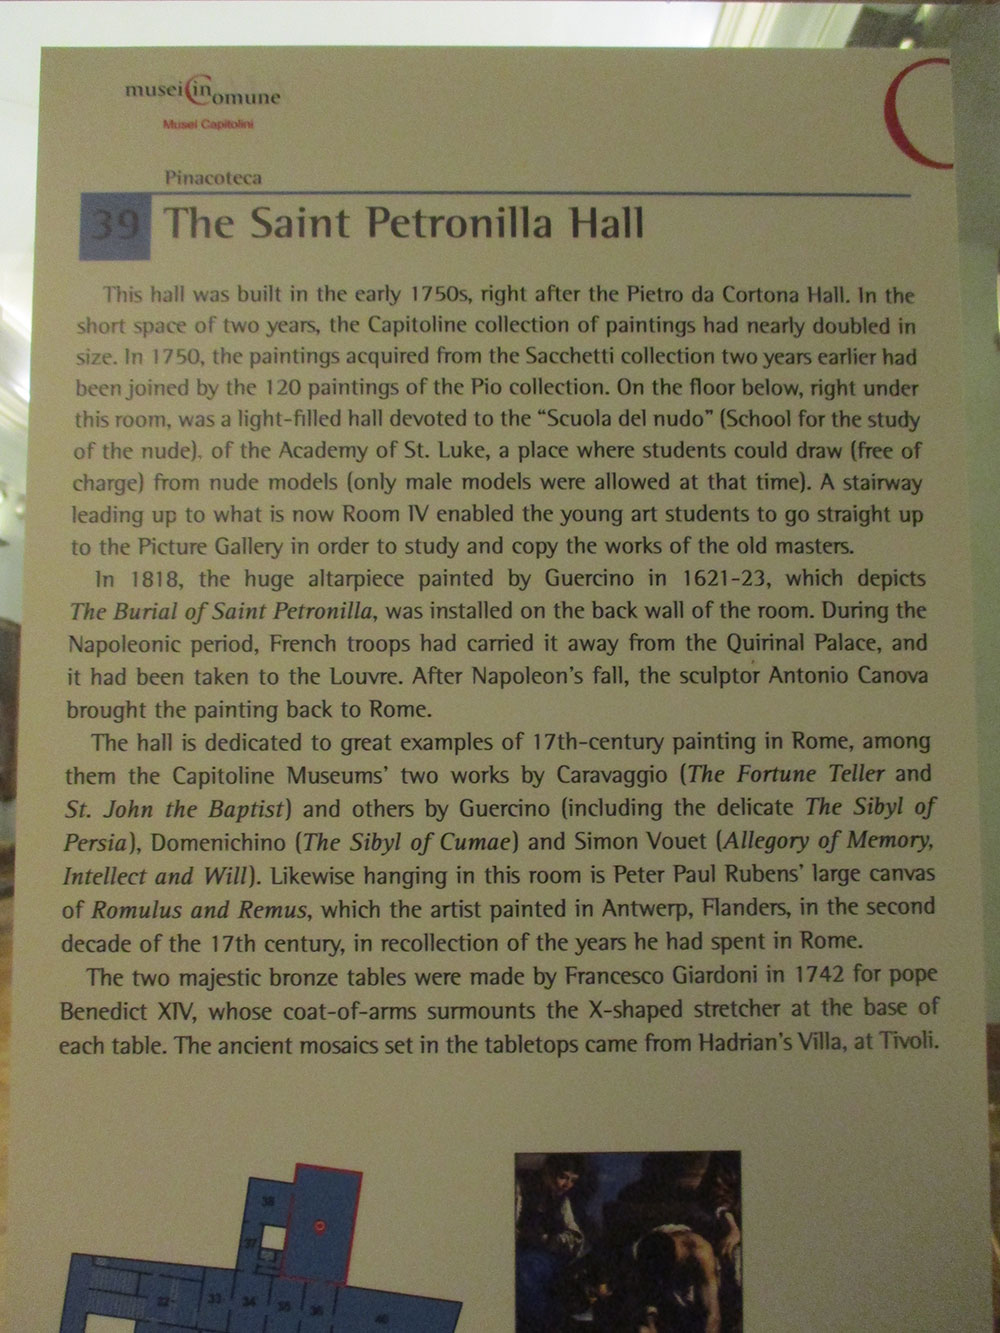 musei in Comune
Musei Capitolini
Pinacoteca
39 The Saint Petronilla Hall
This hall was built in the early 1750s, right after the Pietro da Cortona Hall. In the
short space of two years, the Capitoline collection of paintings had nearly doubled in
size. In 1750, the paintings acquired from the Sacchetti collection two years earlier had
been joined by the 120 paintings of the Pio collection. On the floor below, right under
this room, was a light-filled hall devoted to the “Scuola del nudo” (School for the study
of the nude). of the Academy of St. Luke, a place where students could draw (free of
charge) from nude models (only male models were allowed at that time). A stairway
leading up to what is now Room IV enabled the young art students to go straight up
to the Picture Gallery in order to study and copy the works of the old masters.
In 1818, the huge altarpiece painted by Guercino in 1621-23, which depicts
The Burial of Saint Petronilla, was installed on the back wall of the room. During the
Napoleonic period, French troops had carried it away from the Quirinal Palace, and
it had been taken to the Louvre. After Napoleon’s fall, the sculptor Antonio Canova
brought the painting back to Rome.
The hall is dedicated to great examples of 17th-century painting in Rome, among
them the Capitoline Museums’ two works by Caravaggio (The Fortune Teller and
St. John the Baptist) and others by Guercino (including the delicate The Sibyl of
Persia), Domenichino (The Sibyl of Cumae) and Simon Vouet (Allegory of Memory,
Intellect and Will). Likewise hanging in this room is Peter Paul Rubens’ large canvas
of Romulus and Remus, which the artist painted in Antwerp, Flanders, in the second
decade of the 17th century, in recollection of the years he had spent in Rome.
The two majestic bronze tables were made by Francesco Giardoni in 1742 for pope
Benedict XIV, whose coat-of-arms surmounts the X-shaped stretcher at the base of
each table. The ancient mosaics set in the tabletops came from Hadrian’s Villa, at Tivoli.
38
37
32 33 34 35 36 40